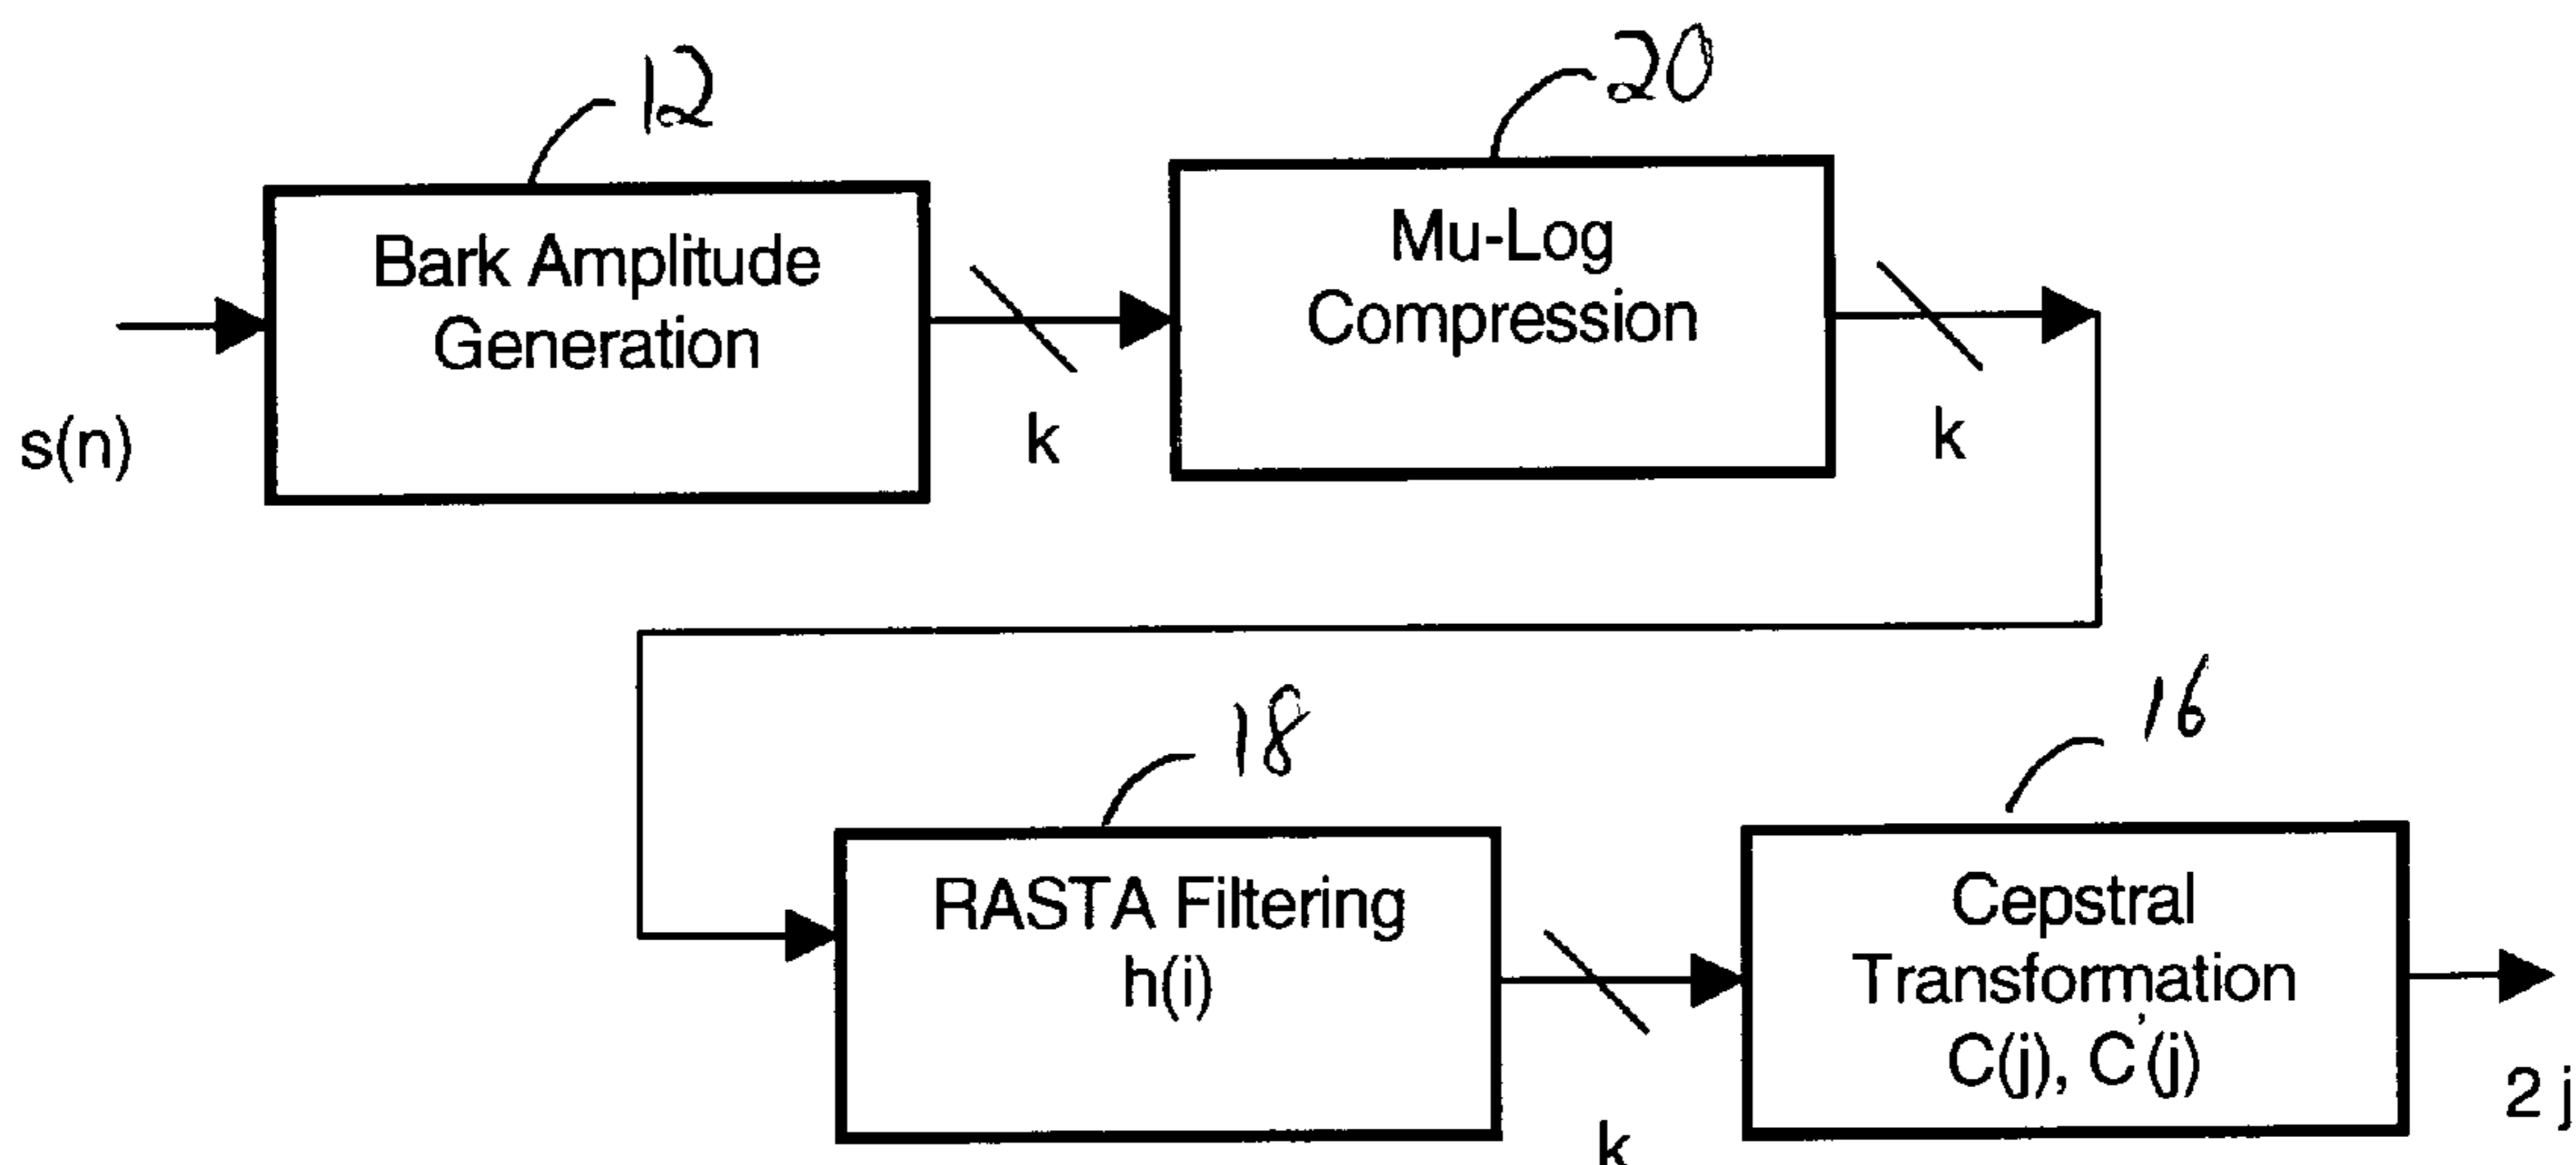 12
20
Bark Amplitude
Generation
Mu-Log
Compression
s(n)
k
k
18
16
RASTA Filtering
h(i)
Cepstral
Transformation
C(j), C'(j)
k
2 j